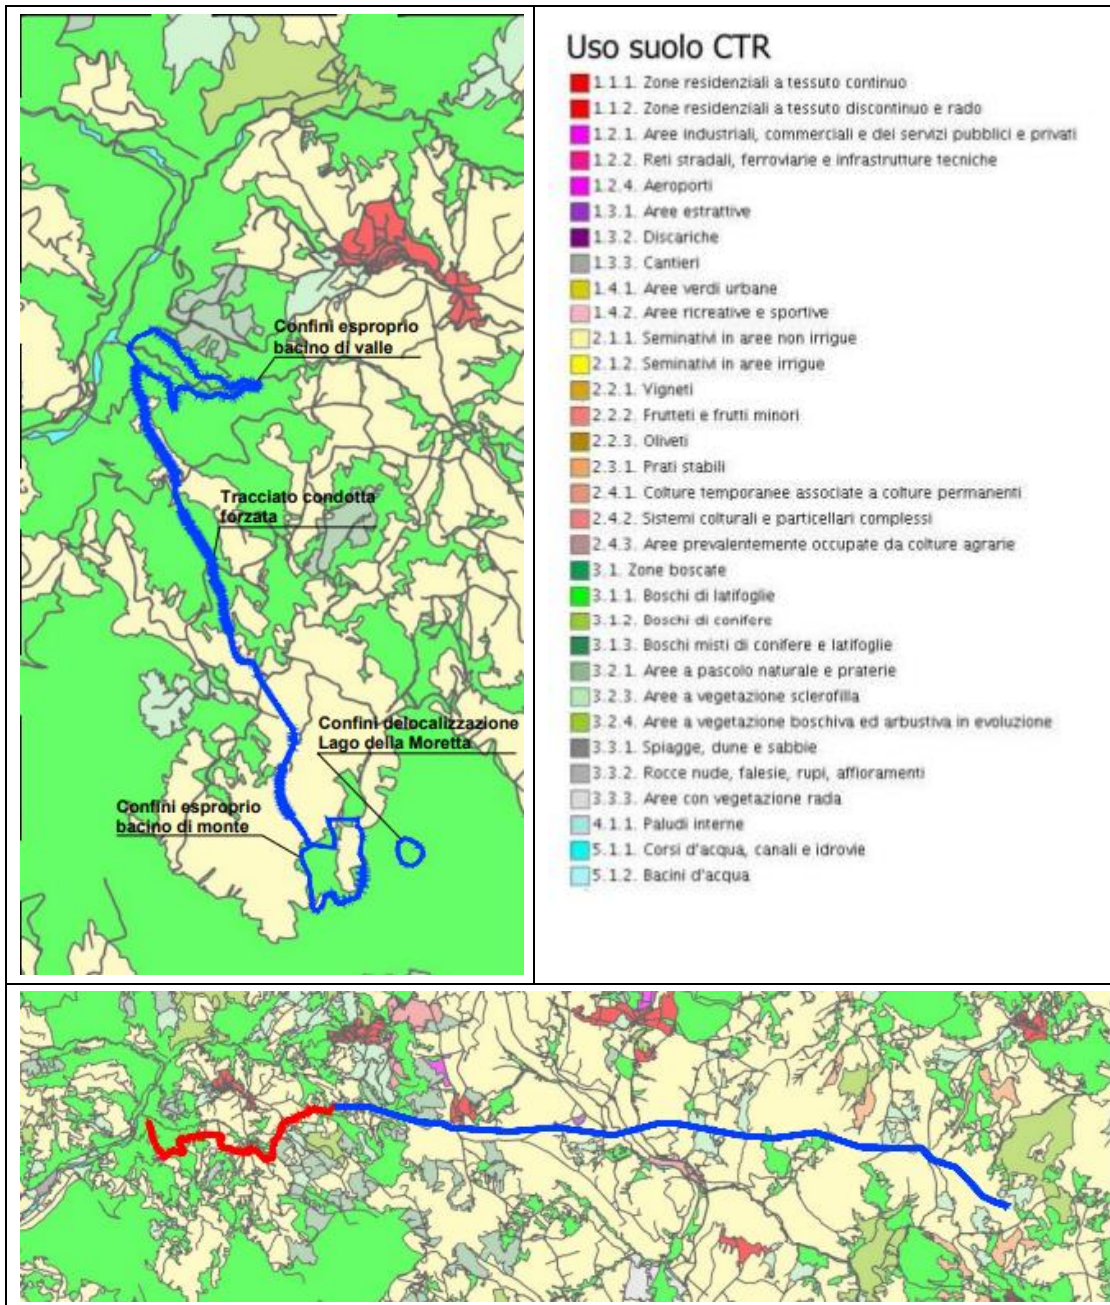 Confini esproprio
bacino di valle
Tracciato condotta
forzata
Confini delocalizzazione
Lago della Moretta
Confini esproprio
bacino di monte
Uso suolo CTR
1.1.1. Zone residenziali a tessuto continuo
1.1.2. Zone residenziali a tessuto discontinuo e rado
1.2.1. Aree industriali, commerciali e dei servizi pubblici e privati
1.2.2. Reti stradali, ferroviarie e infrastrutture tecniche
1.2.4. Aeroporti
1.3.1. Aree estrattive
1.3.2. Discariche
1.3.3. Cantieri
1.4.1. Aree verdi urbane
1.4.2. Aree ricreative e sportive
2.1.1. Seminativi in aree non irrigue
2.1.2. Seminativi in aree irrigue
2.2.1. Vigneti
2.2.2. Frutteti e frutti minori
2.2.3. Oliveti
2.3.1. Prati stabili
2.4.1. Colture temporanee associate a colture permanenti
2.4.2. Sistemi colturali e particellari complessi
2.4.3. Aree prevalentemente occupate da colture agrarie
3.1. Zone boscate
3.1.1. Boschi di latifoglie
3.1.2. Boschi di conifere
3.1.3. Boschi misti di conifere e latifoglie
3.2.1. Aree a pascolo naturale e praterie
3.2.3. Aree a vegetazione sclerofilla
3.2.4. Aree a vegetazione boschiva ed arbustiva in evoluzione
3.3.1. Spiagge, dune e sabbie
3.3.2. Rocce nude, falesie, rupi, affioramenti
3.3.3. Aree con vegetazione rada
4.1.1. Paludi interne
5.1.1. Corsi d'acqua, canali e idrovie
5.1.2. Bacini d'acqua